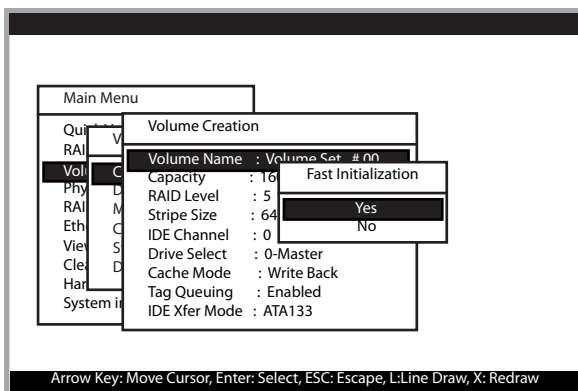 Main Menu
Volume Creation
RAI
Volume Name : Volume Set # 00
Capacity : 16
Fast Initialization
RAID Level : 5
Yes
Stripe Size : 64
No
IDE Channel : 0
Drive Select : 0-Master
Cache Mode : Write Back
Tag Queuing : Enabled
System i
IDE Xfer Mode : ATA133
Arrow Key: Move Cursor, Enter: Select, ESC: Escape, L:Line Draw, X: Redraw